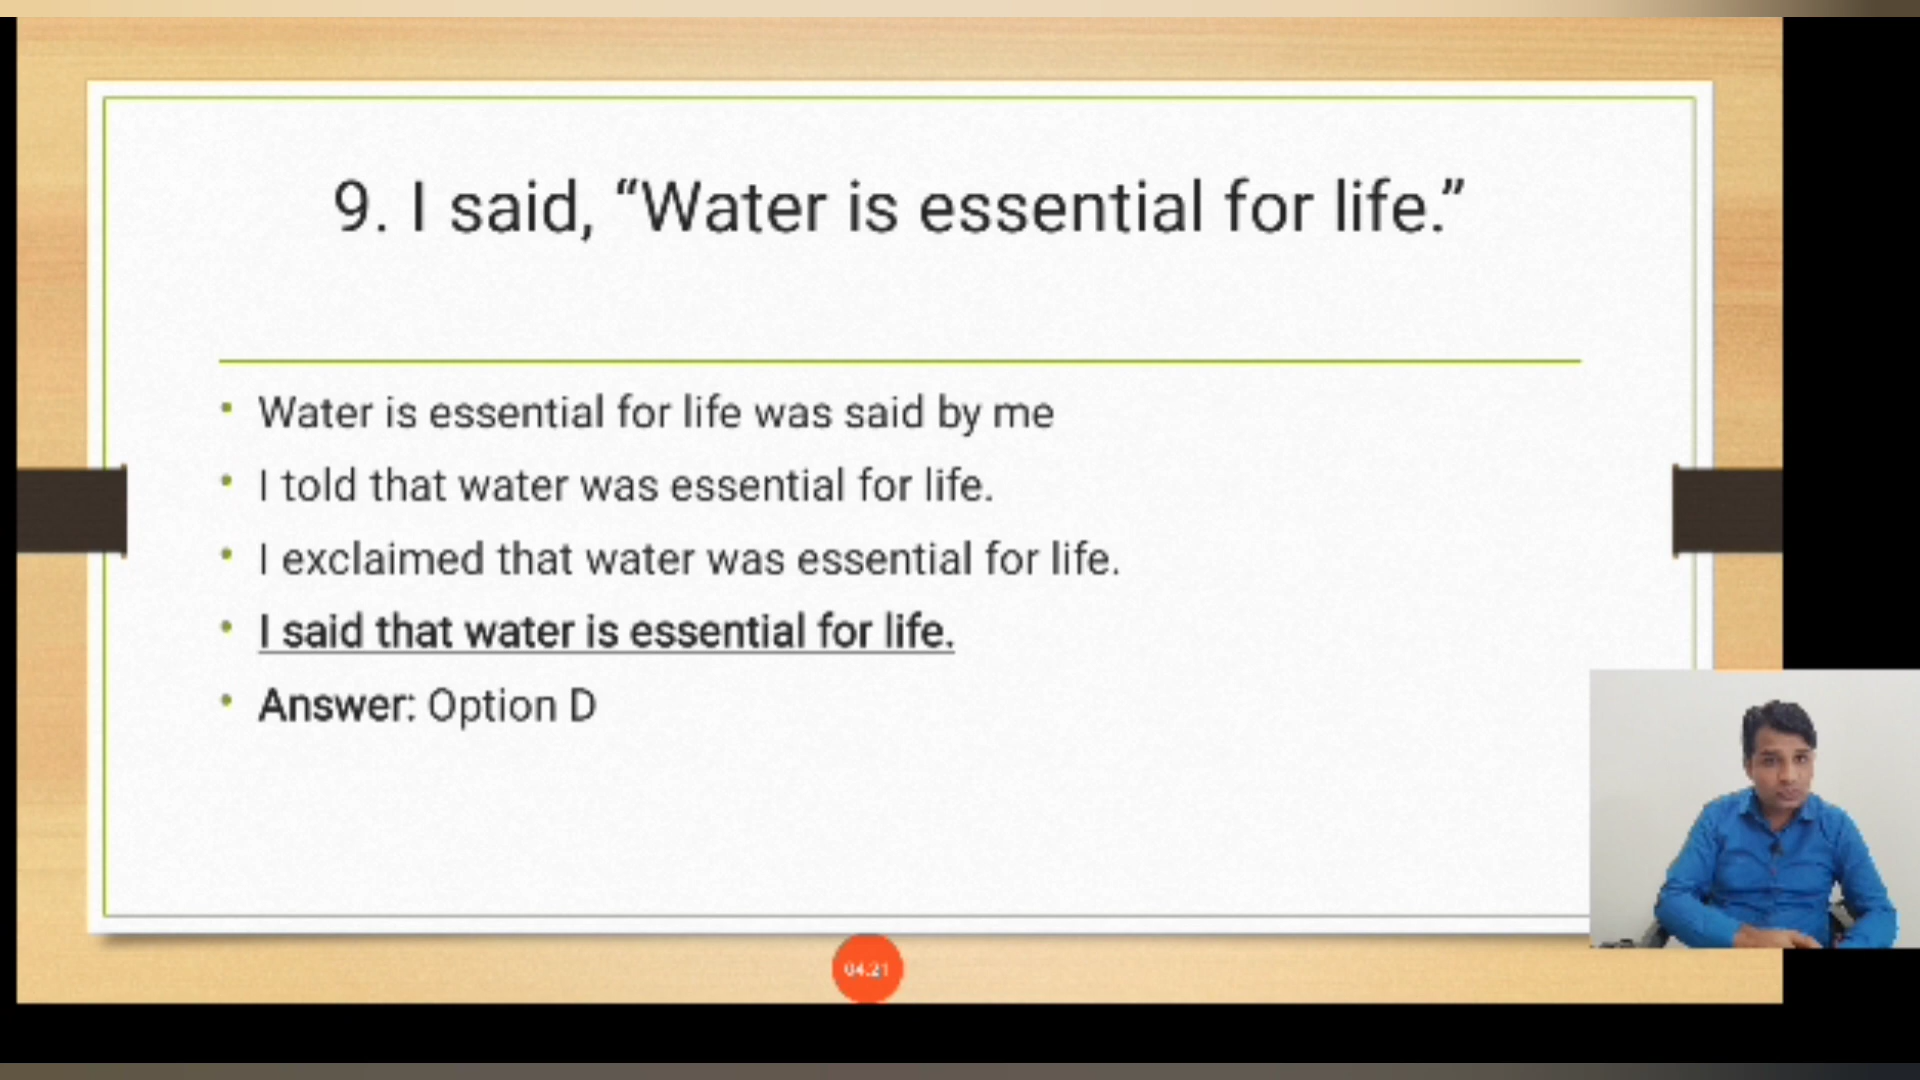 9. I said, “Water is essential for life.”
• Water is essential for life was said by me
• I told that water was essential for life.
• I exclaimed that water was essential for life.
• I said that water is essential for life.
• Answer: Option D
04:21